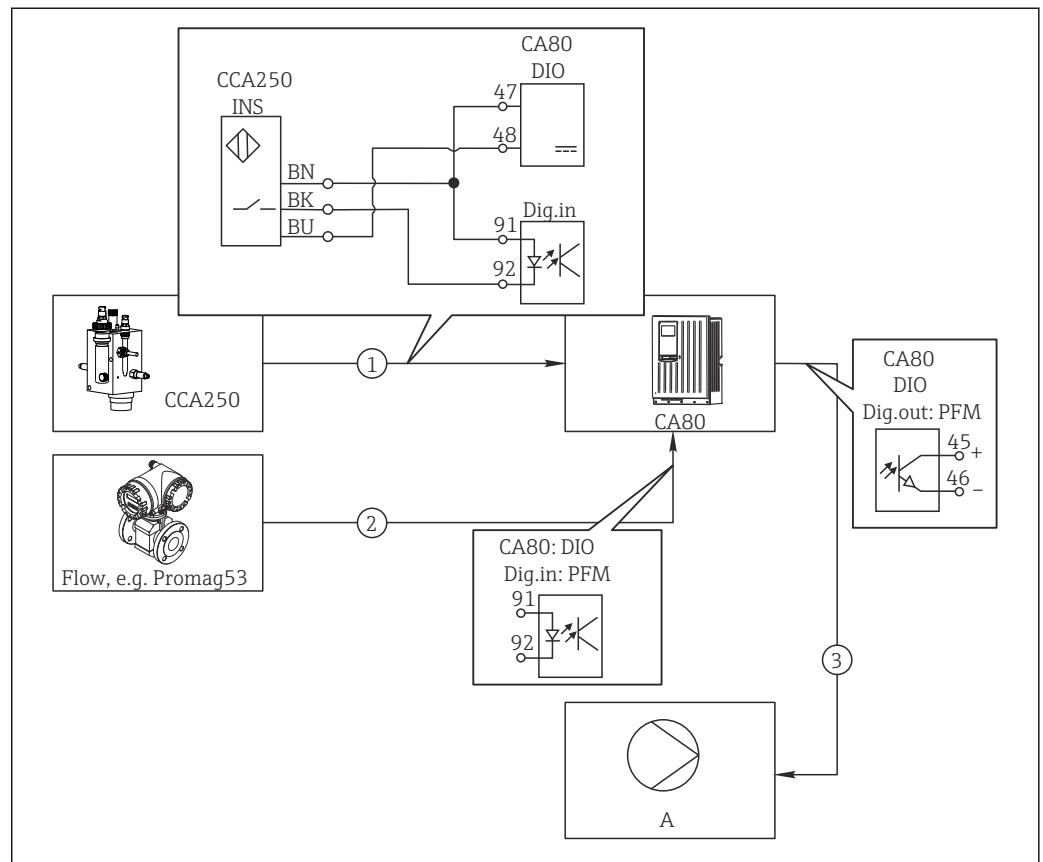 CA80
DIO
CCA250
INS
47
48
BN
BK
BU
Dig.in
91
92
1
CCA250
CA80
CA80
DIO
Dig.out: PFM
45 +
46 −
2
Flow, e.g. Promag53
CA80: DIO
Dig.in: PFM
91
92
3
A